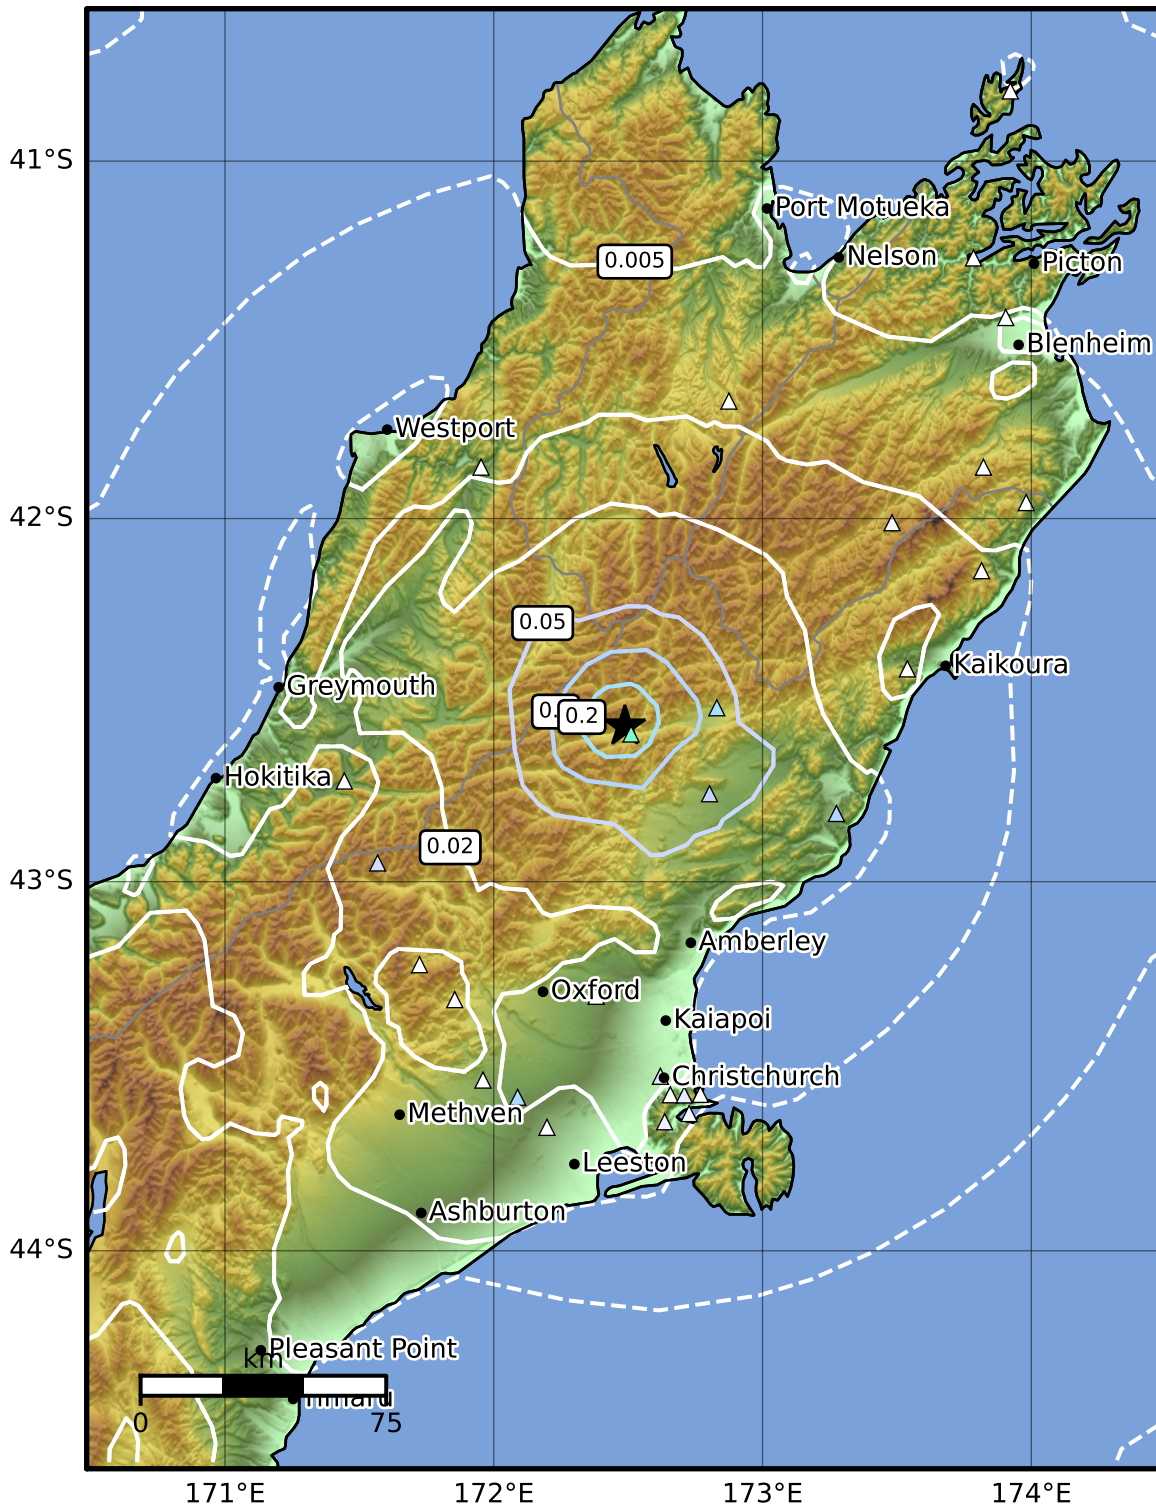 41°S
Port Motueka
Nelson
0.005
Picton
Blenheim
Westport
42°S
0.05
Kaikoura
Greymouth
0.2
Hokitika
0.02
43°S
Amberley
Oxford
Kaiapoi
Christchurch
Methven
Leeston
Ashburton
44°S
Pleasant Point
km
Timaru
0
75
171°E
172°E
173°E
174°E